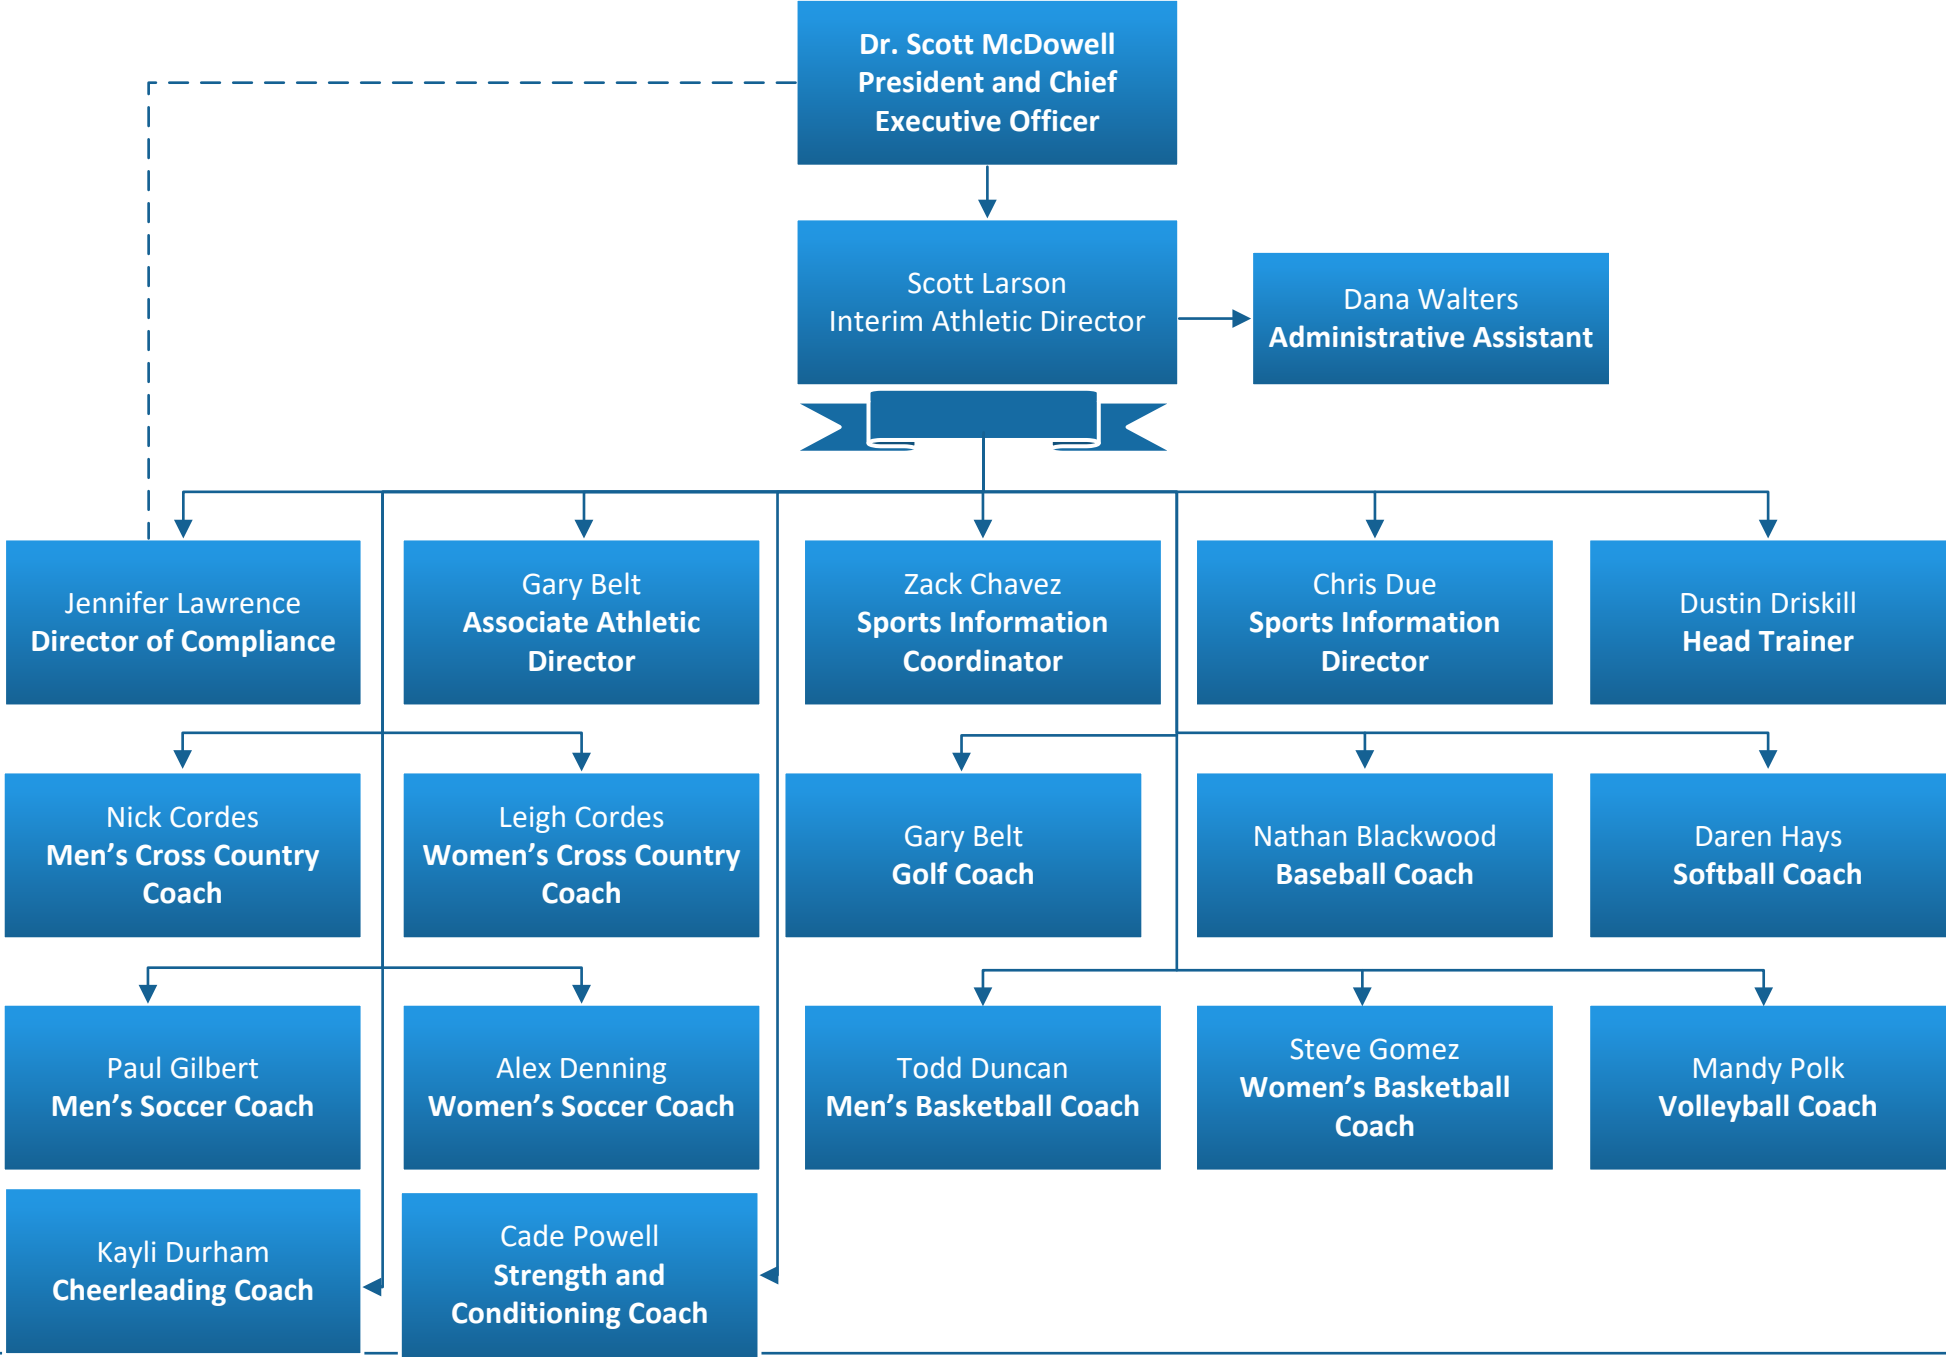 Dr. Scott McDowell
President and Chief
Executive Officer
Scott Larson
Interim Athletic Director
Dana Walters
Administrative Assistant
Jennifer Lawrence
Director of Compliance
Gary Belt
Associate Athletic
Director
Zack Chavez
Sports Information
Coordinator
Chris Due
Sports Information
Director
Dustin Driskill
Head Trainer
Nick Cordes
Men’s Cross Country
Coach
Leigh Cordes
Women’s Cross Country
Coach
Gary Belt
Golf Coach
Nathan Blackwood
Baseball Coach
Daren Hays
Softball Coach
Paul Gilbert
Men’s Soccer Coach
Alex Denning
Women’s Soccer Coach
Todd Duncan
Men’s Basketball Coach
Steve Gomez
Women’s Basketball
Coach
Mandy Polk
Volleyball Coach
Kayli Durham
Cheerleading Coach
Cade Powell
Strength and
Conditioning Coach